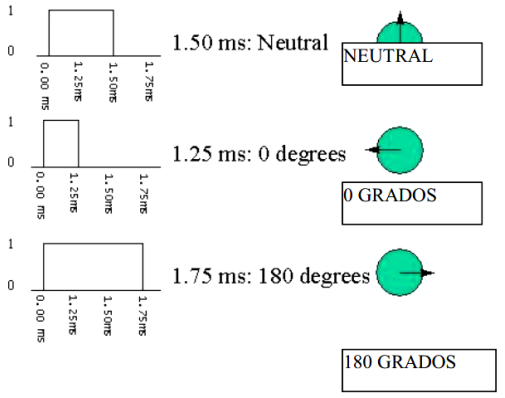 1
0
0.00 ms
1.25ms
1.50ms
1.75ms
1.50 ms: Neutral
NEUTRAL
1
0
0.00 ms
1.25ms
1.50ms
1.75ms
1.25 ms: 0 degrees
0 GRADOS
1
0
0.00 ms
1.25ms
1.50ms
1.75ms
1.75 ms: 180 degrees
180 GRADOS